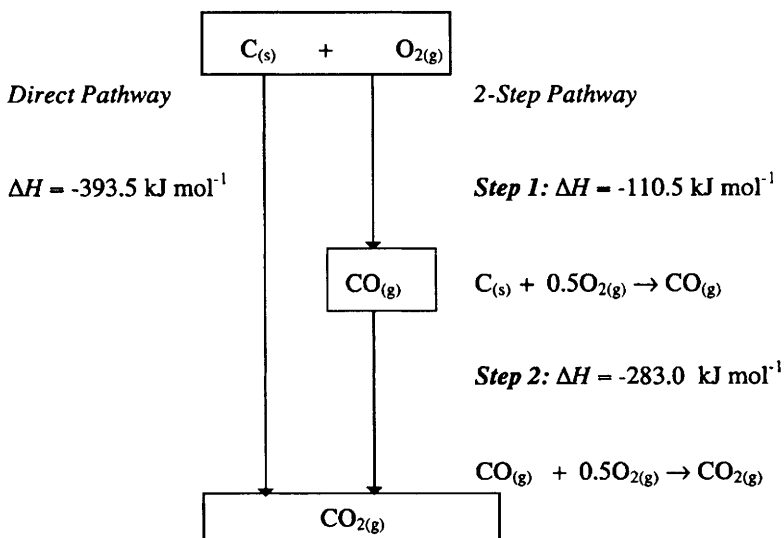 C(s) + O2(g)
Direct Pathway 2-Step Pathway
ΔH = -393.5 kJ mol⁻¹ Step 1: ΔH = -110.5 kJ mol⁻¹
CO(g) C(s) + 0.5O2(g) → CO(g)
Step 2: ΔH = -283.0 kJ mol⁻¹
CO(g) + 0.5O2(g) → CO2(g)
CO2(g)